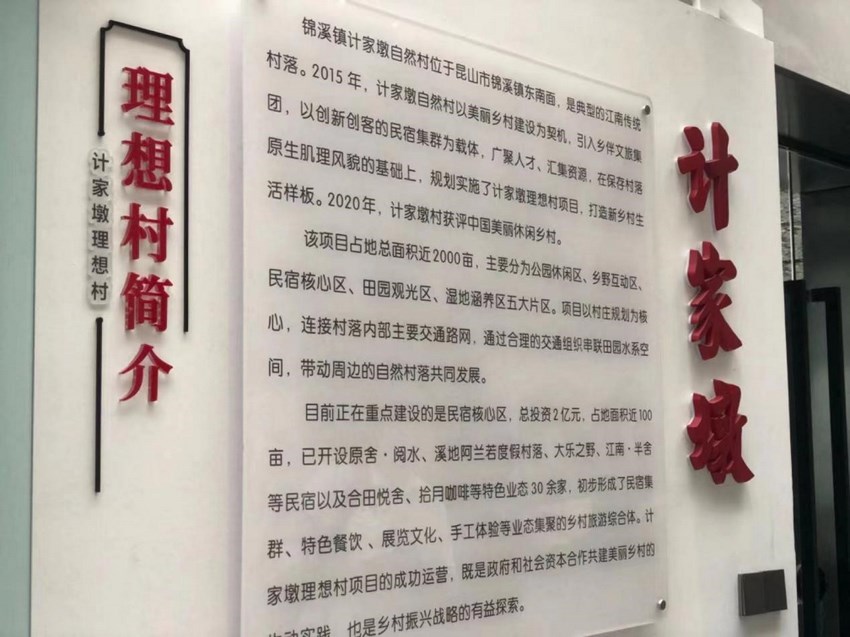 理想村简介
计家墩理想村
锦溪镇计家墩自然村位于昆山市锦溪镇东南面，是典型的江南传统
村落。2015年，计家墩自然村以美丽乡村建设为契机，引入乡伴文旅集
团，以创新创客的民宿集群为载体，广聚人才、汇集资源，在保存村落
原生肌理风貌的基础上，规划实施了计家墩理想村项目，打造新乡村生
活样板。2020年，计家墩村获评中国美丽休闲乡村。
该项目占地总面积近2000亩，主要分为公园休闲区、乡野互动区、
民宿核心区、田园观光区、湿地涵养区五大片区。项目以村庄规划为核
心，连接村落内部主要交通路网，通过合理的交通组织串联田园水系空
间，带动周边的自然村落共同发展。
目前正在重点建设的是民宿核心区，总投资2亿元，占地面积近100
亩，已开设原舍·阅水、溪地阿兰若度假村落、大乐之野、江南·半舍
等民宿以及合田悦舍、拾月咖啡等特色业态30余家，初步形成了民宿集
群、特色餐饮、展览文化、手工体验等业态集聚的乡村旅游综合体。计
家墩理想村项目的成功运营，既是政府和社会资本合作共建美丽乡村的
生动实践，也是乡村振兴战略的有益探索。
计家墩